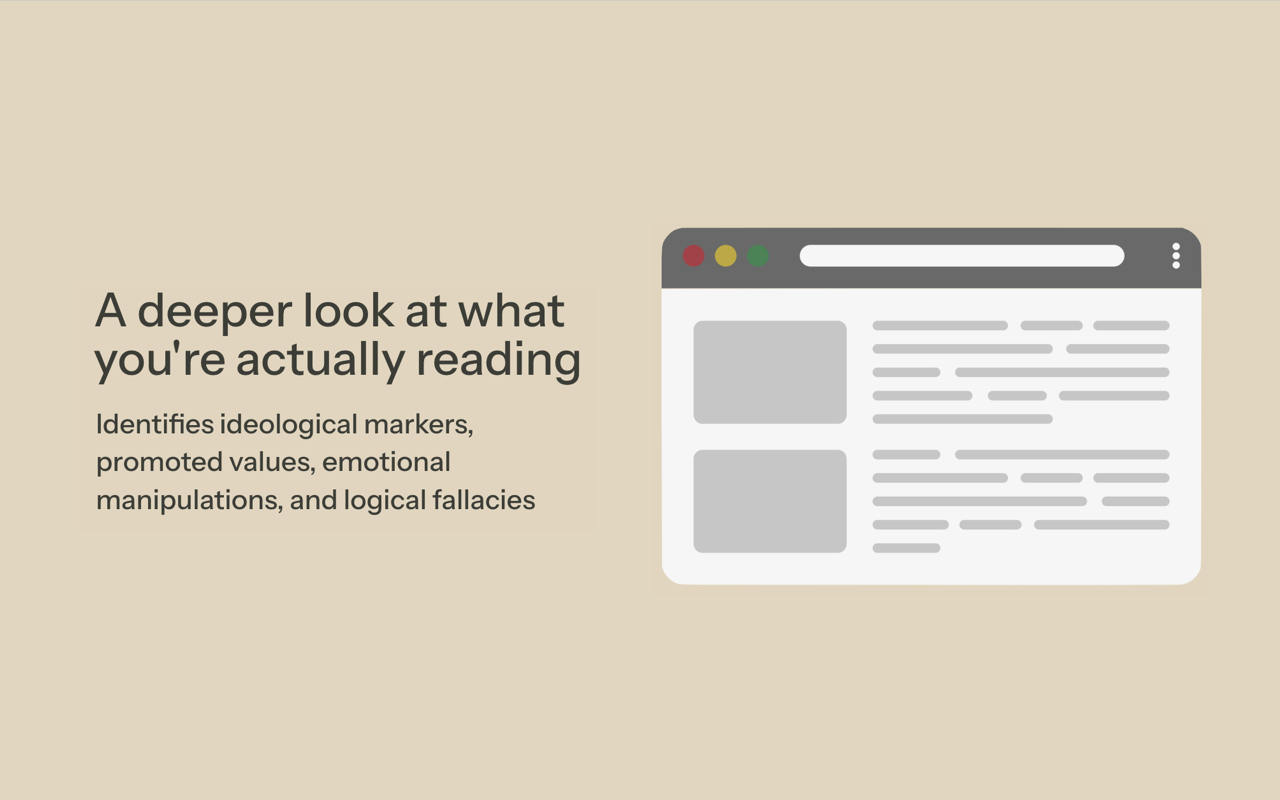 A deeper look at what
you're actually reading
Identifies ideological markers,
promoted values, emotional
manipulations, and logical fallacies